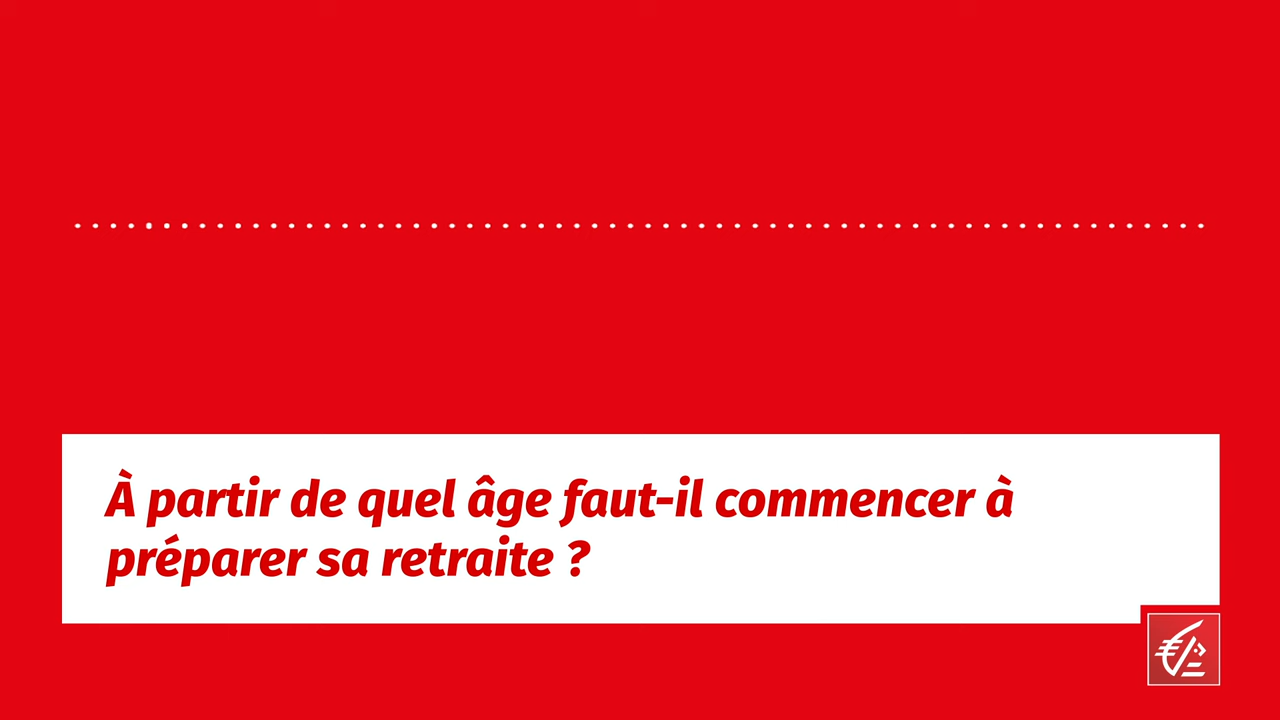 À partir de quel âge faut-il commencer à
préparer sa retraite ?